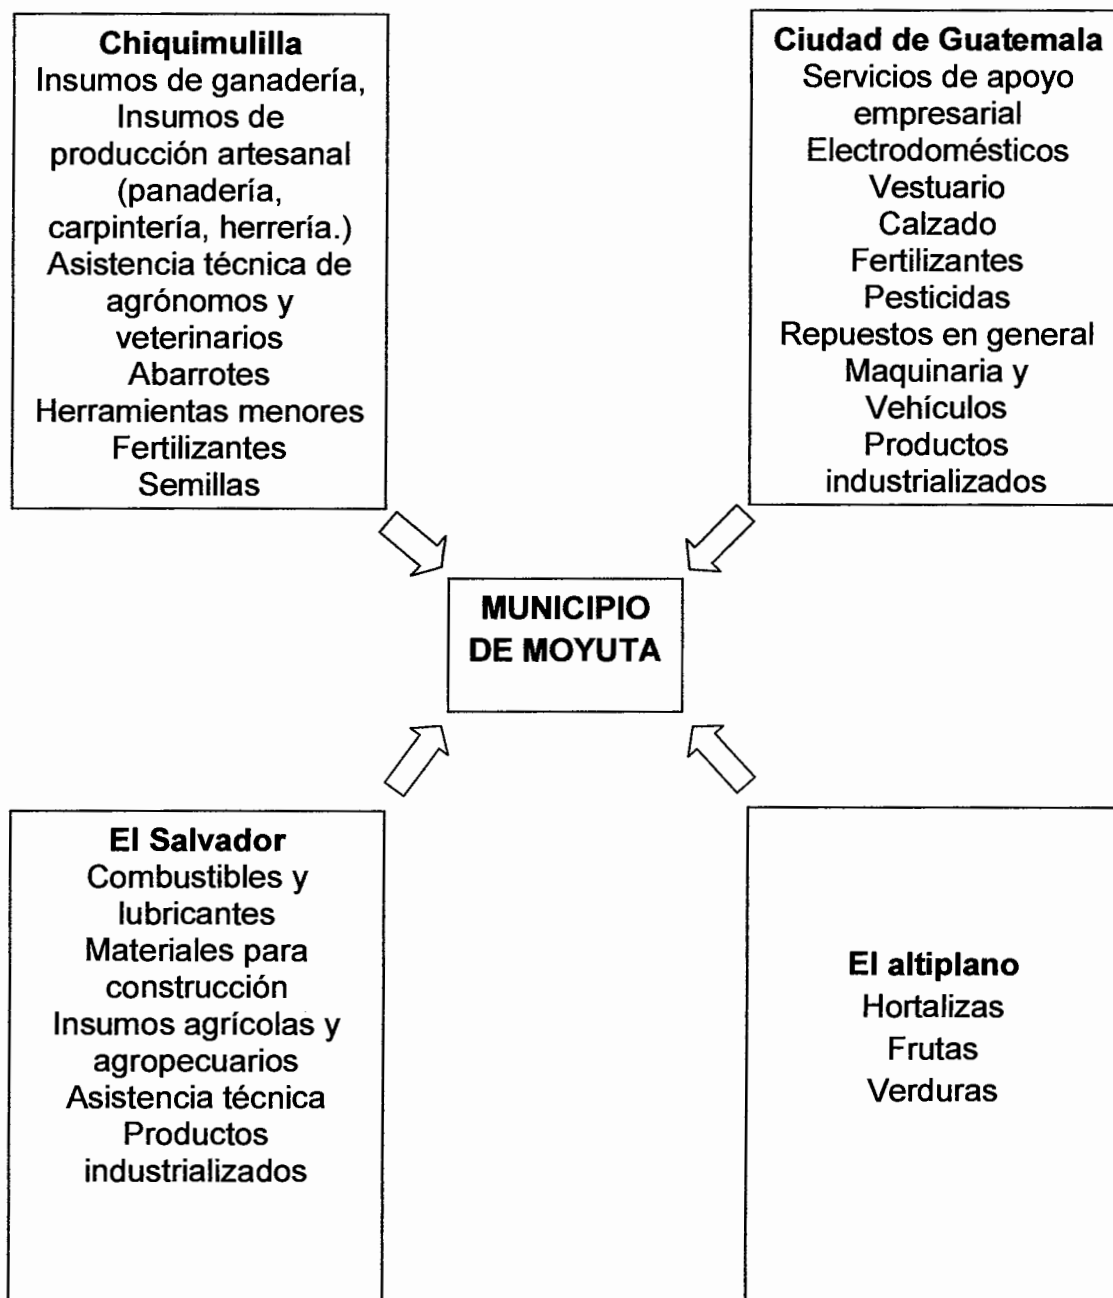 Chiquimulilla
Insumos de ganadería,
Insumos de
producción artesanal
(panadería,
carpintería, herrería.)
Asistencia técnica de
agrónomos y
veterinarios
Abarrotes
Herramientas menores
Fertilizantes
Semillas
Ciudad de Guatemala
Servicios de apoyo
empresarial
Electrodomésticos
Vestuario
Calzado
Fertilizantes
Pesticidas
Repuestos en general
Maquinaria y
Vehículos
Productos
industrializados
MUNICIPIO
DE MOYUTA
El Salvador
Combustibles y
lubricantes
Materiales para
construcción
Insumos agrícolas y
agropecuarios
Asistencia técnica
Productos
industrializados
El altiplano
Hortalizas
Frutas
Verduras